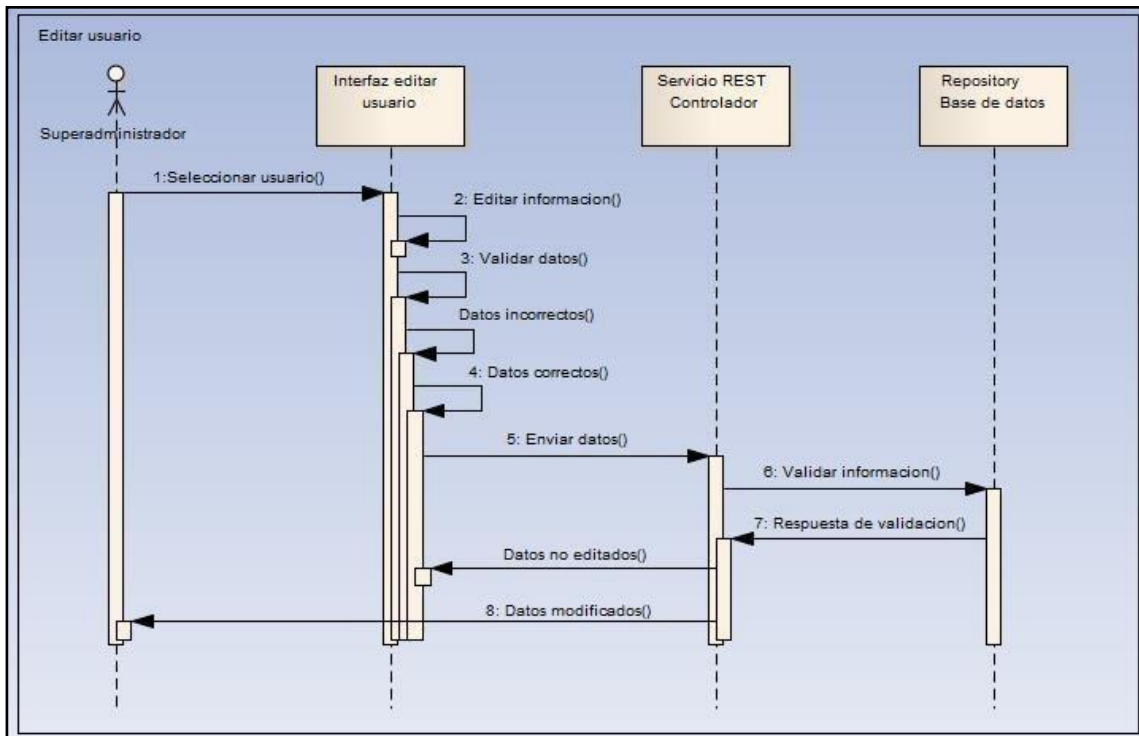 Editar usuario
Superadministrador
Interfaz editar
usuario
Servicio REST
Controlador
Repository
Base de datos
1:Seleccionar usuario()
2: Editar informacion()
3: Validar datos()
Datos incorrectos()
4: Datos correctos()
5: Enviar datos()
6: Validar informacion()
7: Respuesta de validacion()
Datos no editados()
8: Datos modificados()